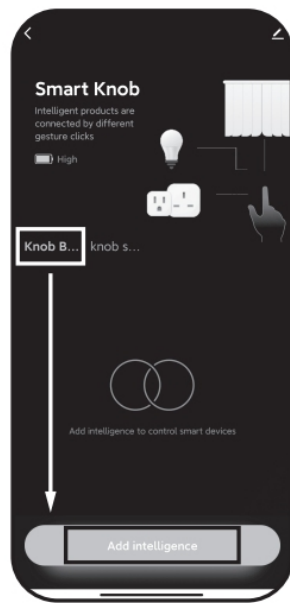 Smart Knob
Intelligent products are
connected by different
gesture clicks
High
Knob B... knob s...
Add intelligence to control smart devices
Add intelligence